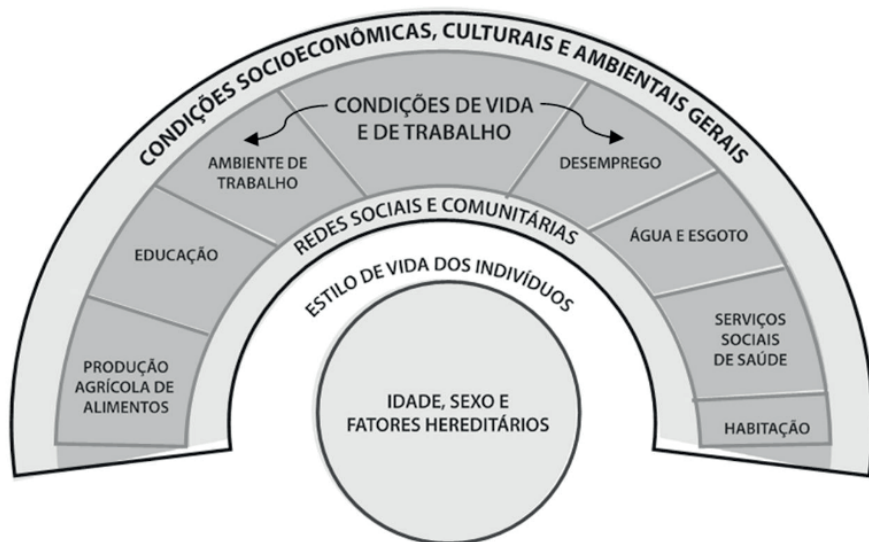 CONDIÇÕES SOCIOECONÔMICAS, CULTURAIS E AMBIENTAIS GERAIS
CONDIÇÕES DE VIDA
E DE TRABALHO
AMBIENTE DE
TRABALHO
DESEMPREGO
REDES SOCIAIS E COMUNITÁRIAS
EDUCAÇÃO
ÁGUA E ESGOTO
ESTILO DE VIDA DOS INDIVÍDUOS
PRODUÇÃO
AGRÍCOLA DE
ALIMENTOS
SERVIÇOS
SOCIAIS
DE SAÚDE
IDADE, SEXO E
FATORES HEREDITÁRIOS
HABITAÇÃO